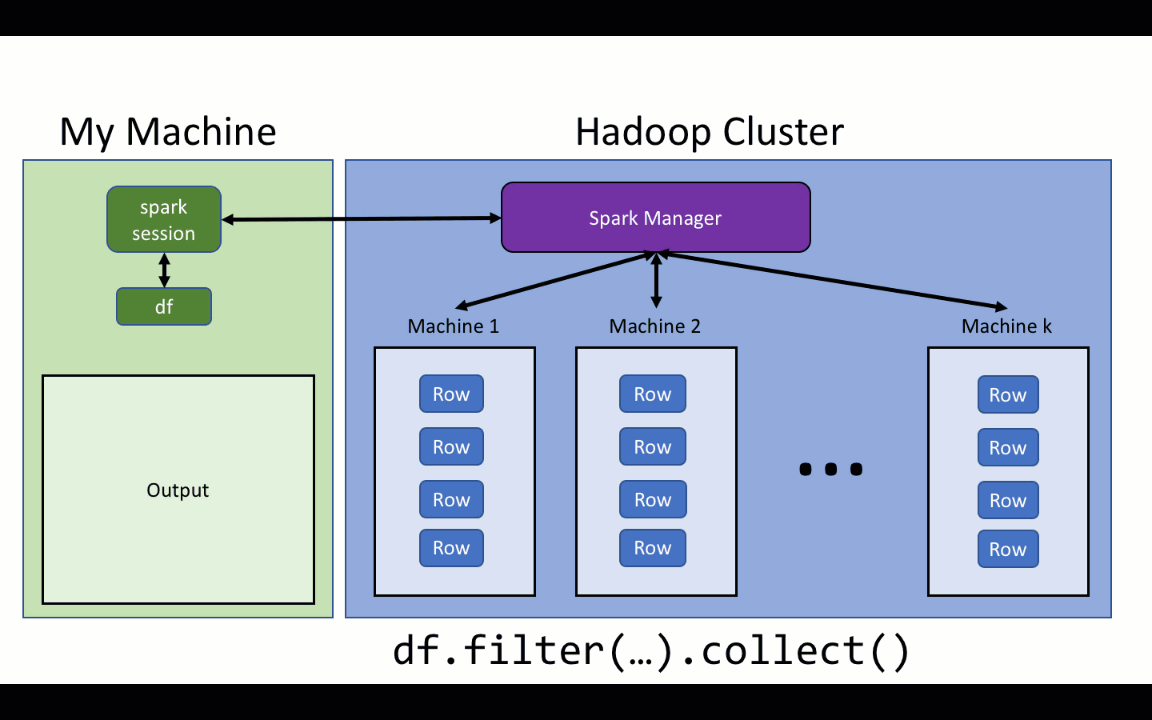 My Machine
Hadoop Cluster
spark
session
Spark Manager
df
Machine 1
Machine 2
Machine k
Row
Row
Row
Row
Row
Row
Row
Row
Row
Row
Row
Row
...
Output
df.filter(…).collect()